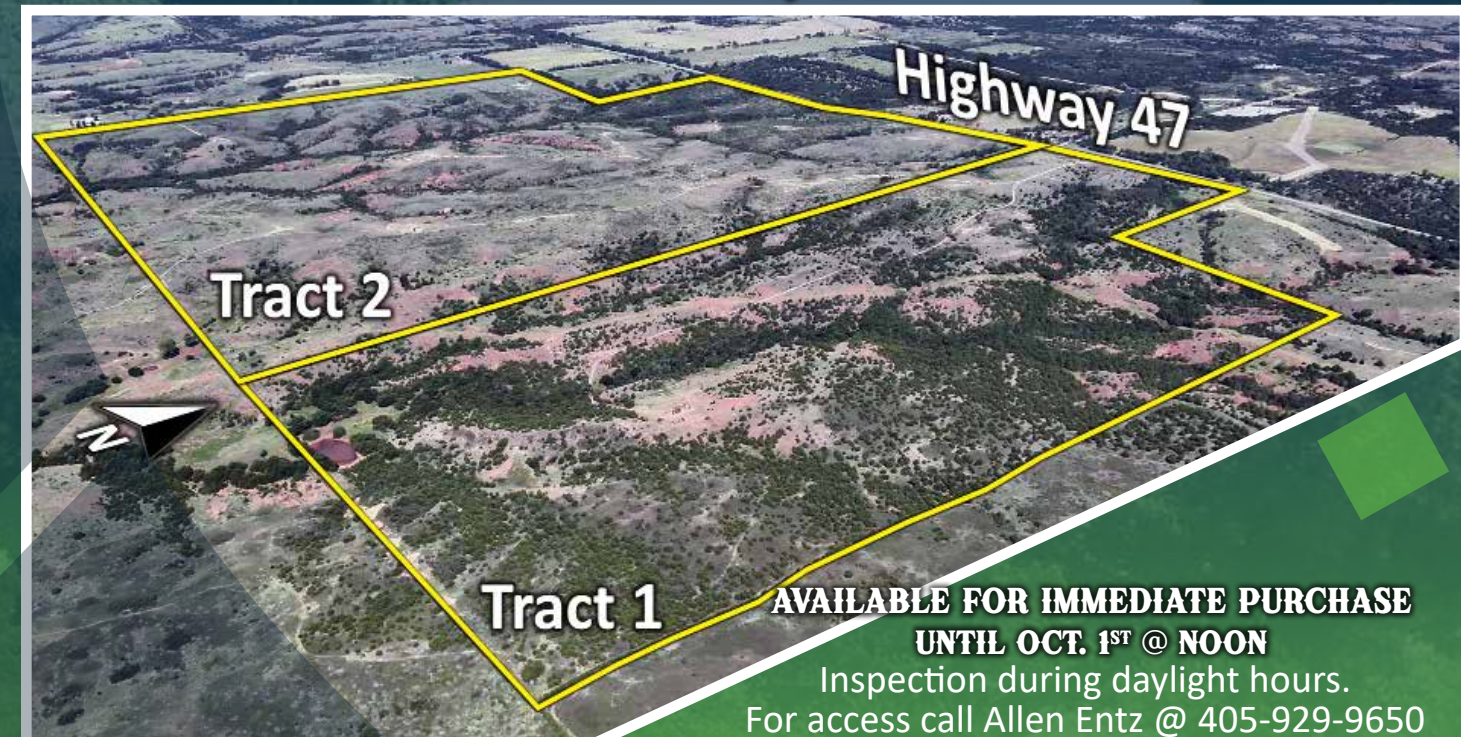 Highway 47
Tract 2
N
Tract 1
AVAILABLE FOR IMMEDIATE PURCHASE
UNTIL OCT. 1ST @ NOON
Inspection during daylight hours.
For access call Allen Entz @ 405-929-9650